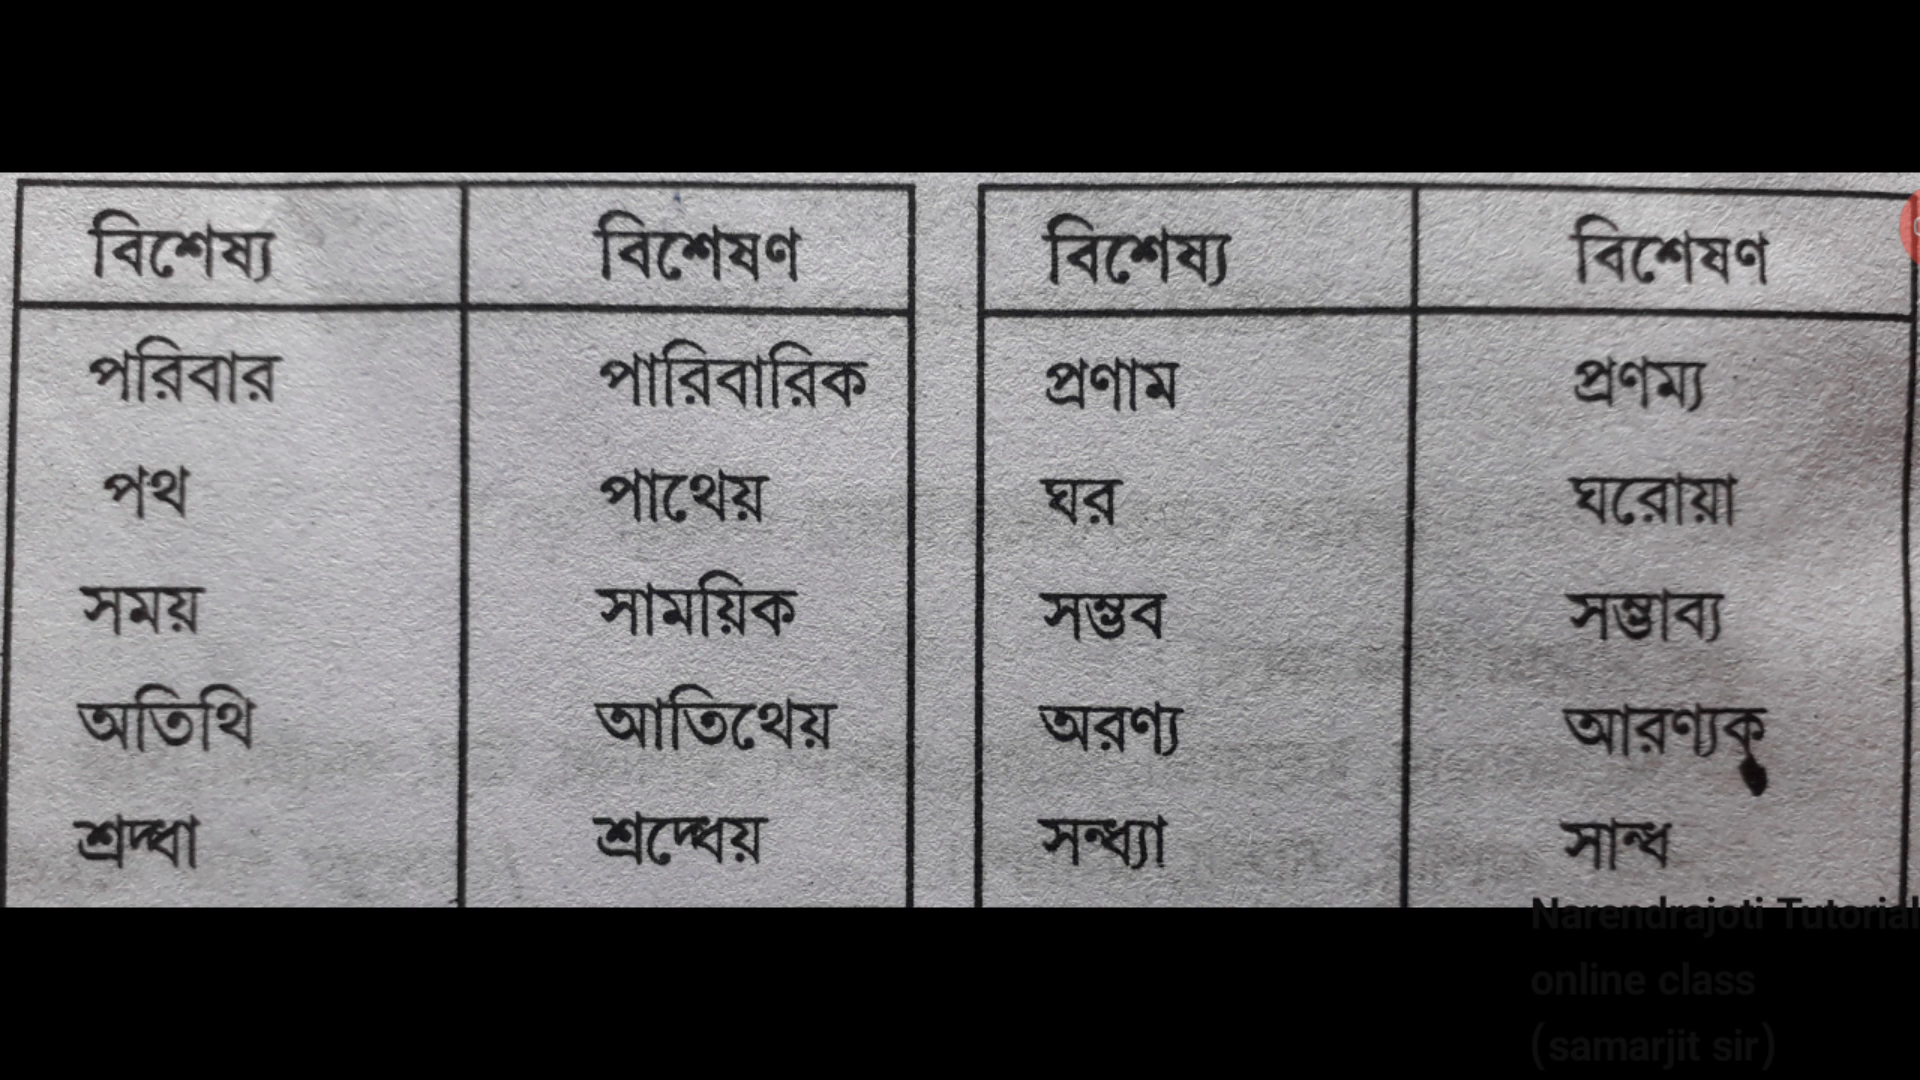 বিশেষ্য বিশেষণ বিশেষ্য বিশেষণ
পরিবার পারিবারিক প্রণাম প্রণম্য
পথ পাথেয় ঘর ঘরোয়া
সময় সাময়িক সম্ভব সম্ভাব্য
অতিথি আতিথেয় অরণ্য আরণ্যক
শ্রদ্ধা শ্রদ্ধেয় সন্ধ্যা সান্ধ
Narendrajoti Tutorial
online class
(samarjit sir)